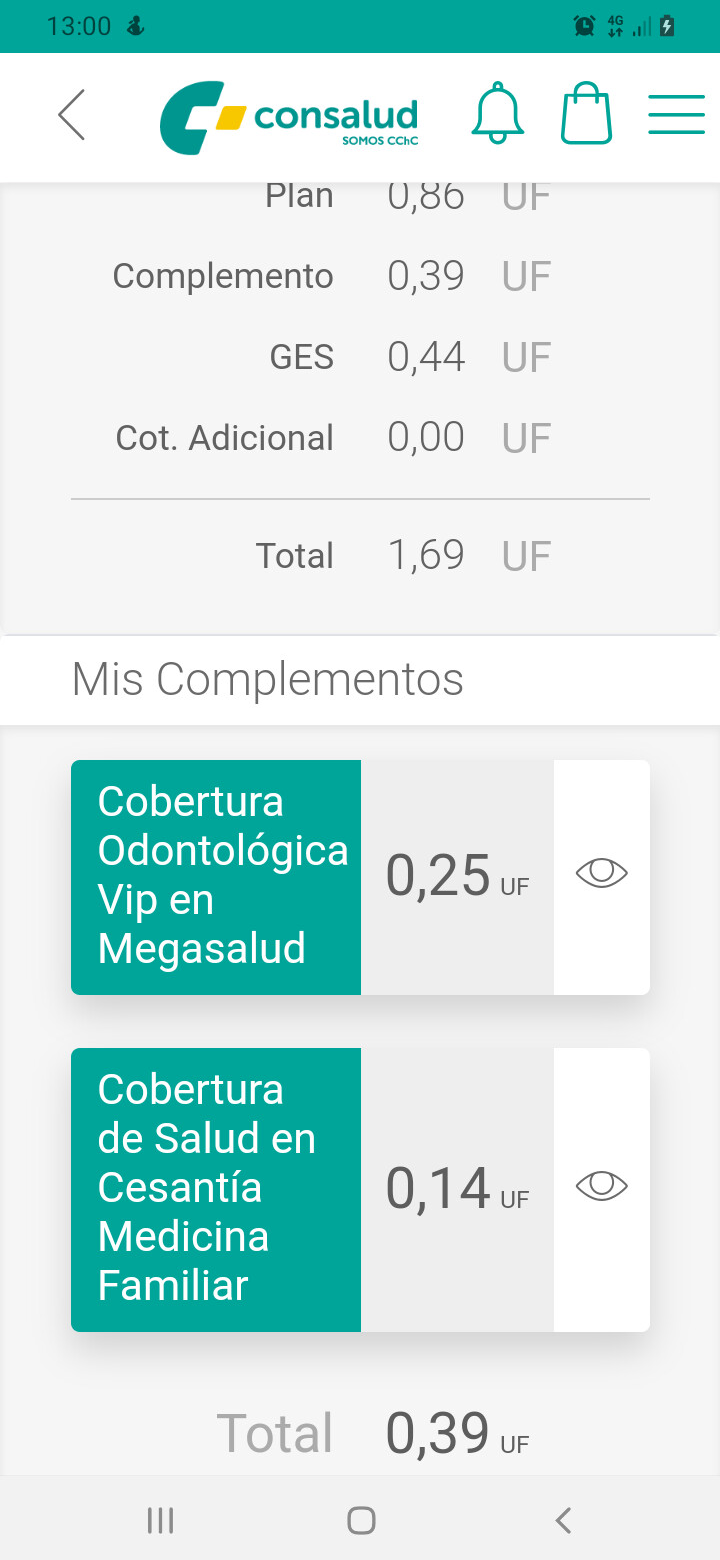 13:00
4G
consalud
SOMOS CChC
Plan 0,86 UF
Complemento 0,39 UF
GES 0,44 UF
Cot. Adicional 0,00 UF
Total 1,69 UF
Mis Complementos
Cobertura
Odontológica
Vip en
Megasalud
0,25 UF
Cobertura
de Salud en
Cesantía
Medicina
Familiar
0,14 UF
Total 0,39 UF